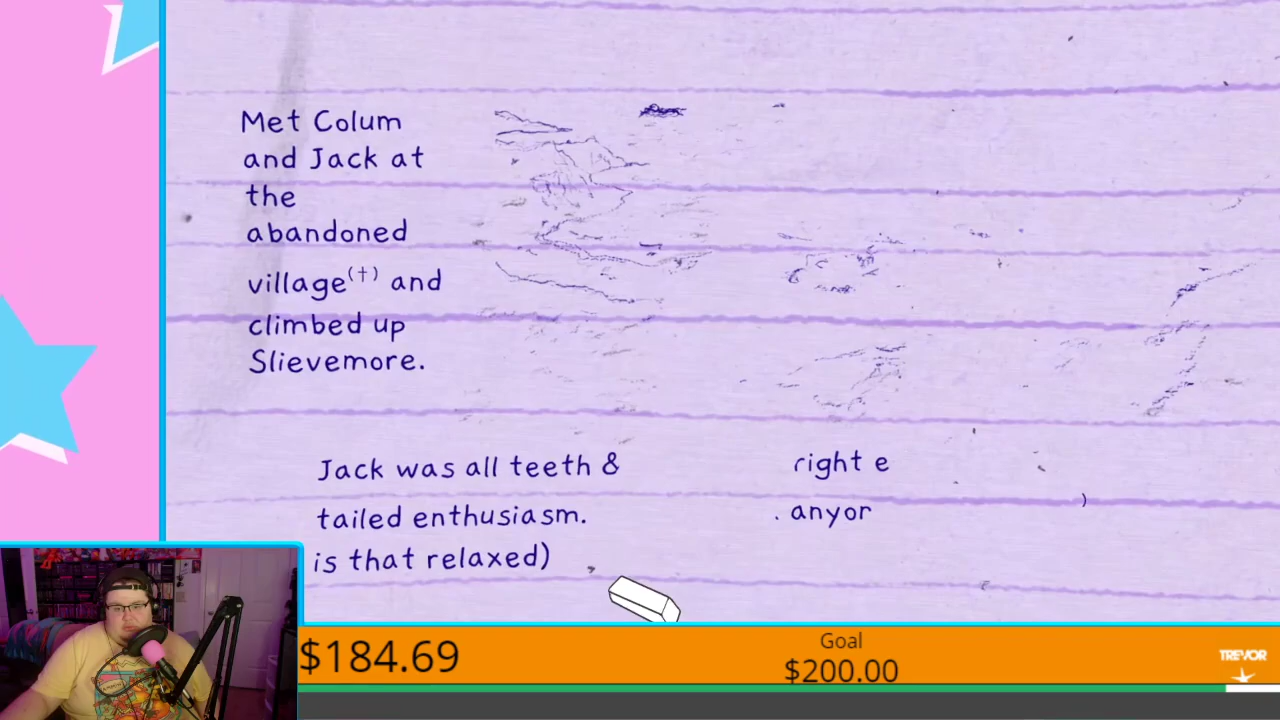 Met Colum
and Jack at
the
abandoned
village(†) and
climbed up
Slievemore.
Jack was all teeth & right e
tailed enthusiasm. . anyor
is that relaxed) )
$184.69
Goal
$200.00
TREVOR